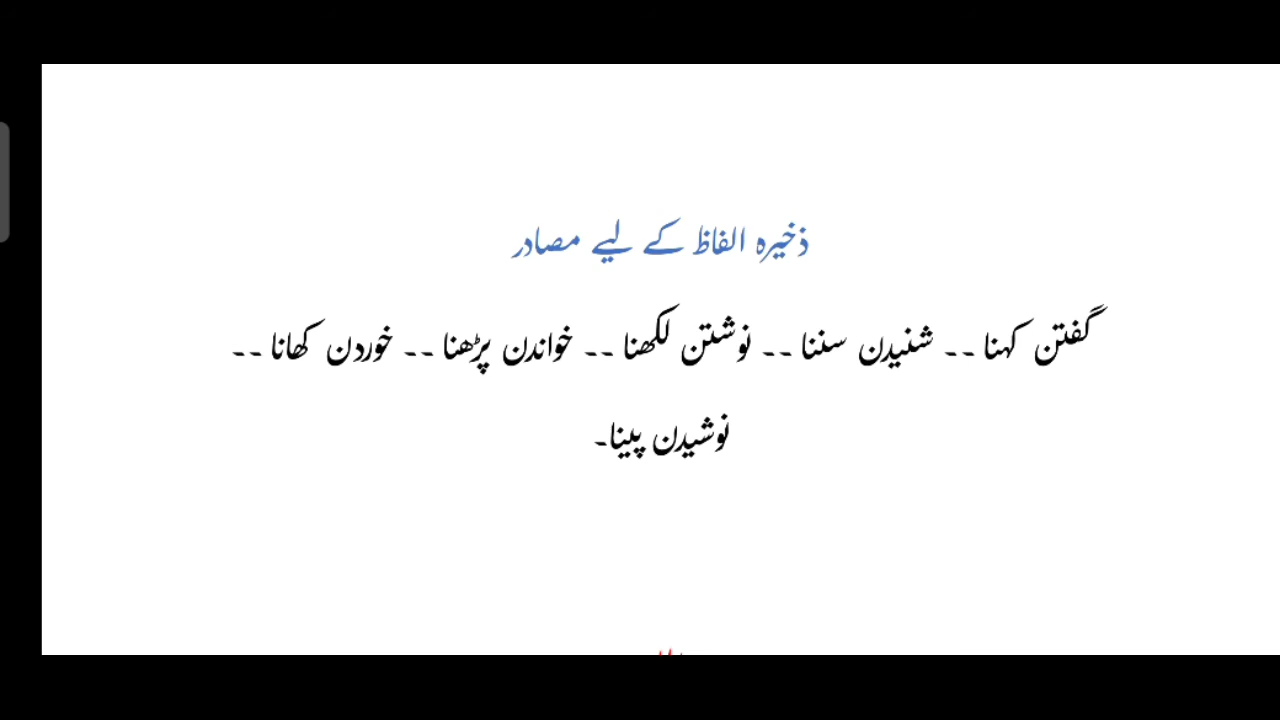 ذخیرہ الفاظ کے لیے مصادر
گفتن کہنا ۔۔ شنیدن سننا ۔۔ نوشتن لکھنا ۔۔ خواندن پڑھنا ۔۔ خوردن کھانا ۔۔
نوشیدن پینا۔